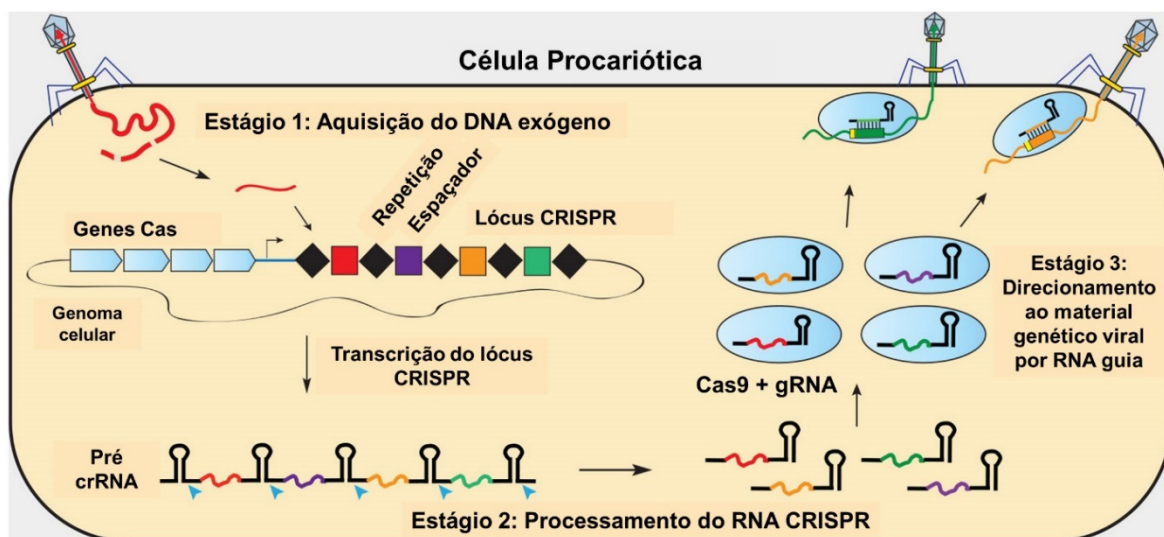 Célula Procariótica
Estágio 1: Aquisição do DNA exógeno
Repetição
Espaçador
Genes Cas
Lócus CRISPR
Genoma
celular
Transcrição do lócus
CRISPR
Estágio 3:
Direcionamento
ao material
genético viral
por RNA guia
Cas9 + gRNA
Pré
crRNA
Estágio 2: Processamento do RNA CRISPR